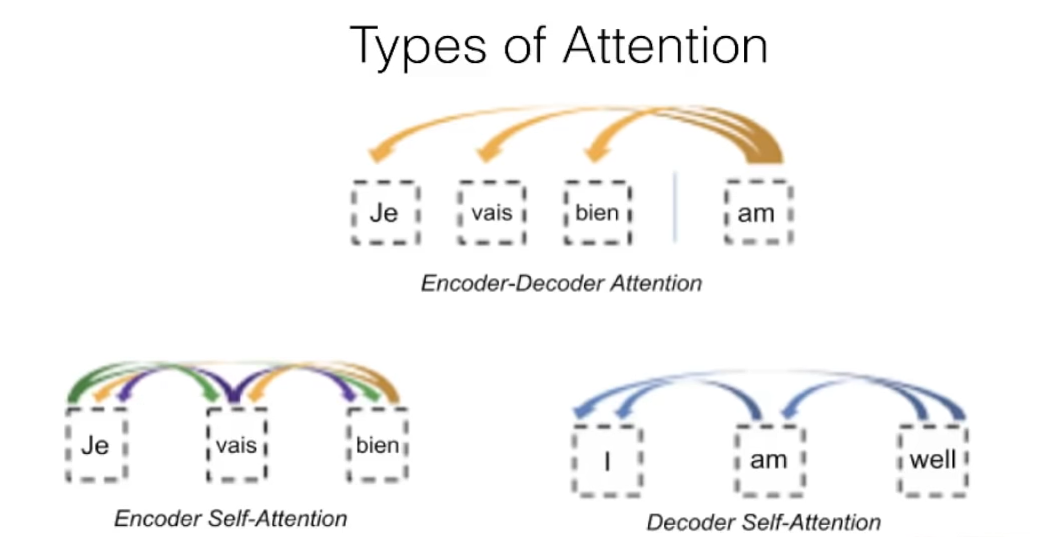 Types of Attention
Je vais bien am
Encoder-Decoder Attention
Je vais bien
Encoder Self-Attention
I am well
Decoder Self-Attention